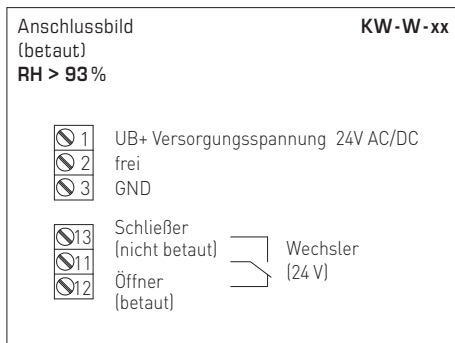 Anschlussbild KW-W-xx
(betaut)
RH > 93 %
1 UB+ Versorgungsspannung 24V AC/DC
2 frei
3 GND
13 Schließer
(nicht betaut)
11
12 Öffner
(betaut)
Wechsler
(24 V)